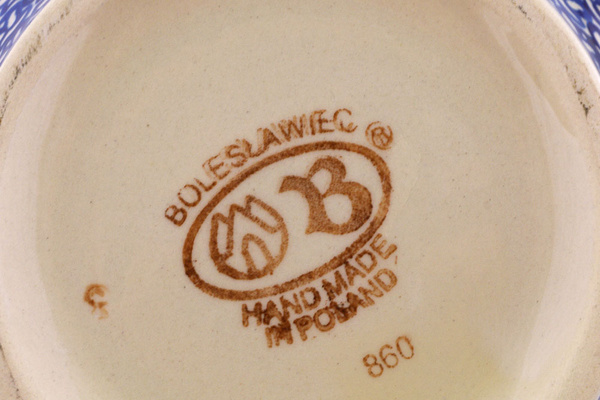 BOLESŁAWIEC ®
B
HAND MADE
IN POLAND
860